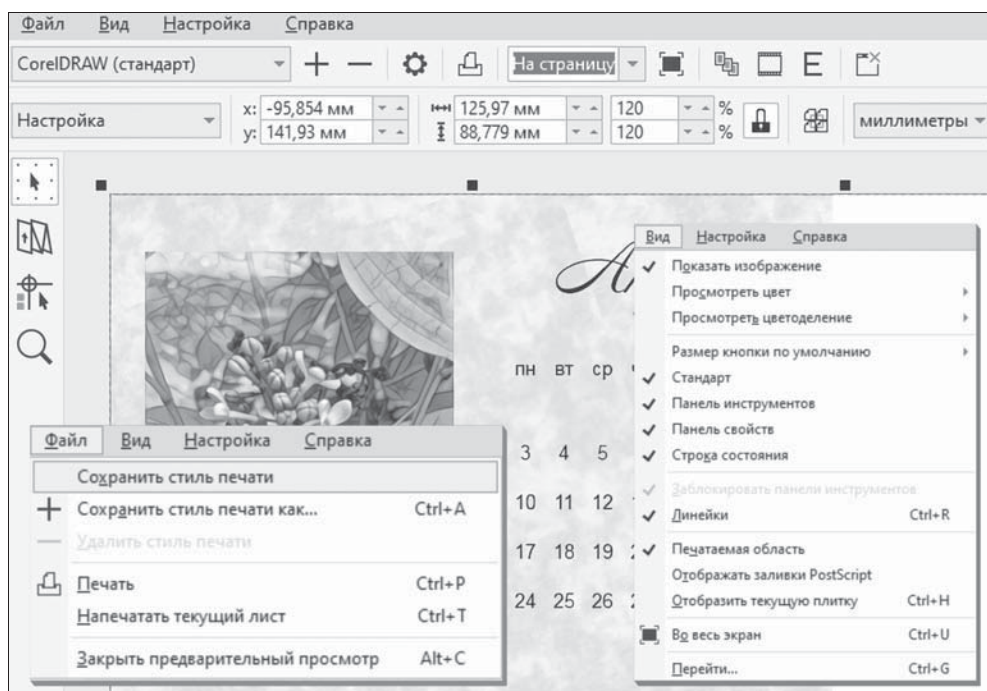 Файл Вид Настройка Справка
CorelDRAW (стандарт) На страницу E
Настройка x: -95,854 мм 125,97 мм 120 % миллиметры
y: 141,93 мм 88,779 мм 120 %
Вид Настройка Справка
Показать изображение
Просмотреть цвет
Просмотреть цветоделение
Размер кнопки по умолчанию
Стандарт
Панель инструментов
Панель свойств
Строка состояния
Заблокировать панели инструментов
Линейки Ctrl+R
Печатаемая область
Отображать заливки PostScript
Отобразить текущую плитку Ctrl+H
Во весь экран Ctrl+U
Перейти... Ctrl+G
пн вт ср
3 4 5
10 11 12
17 18 19
24 25 26
Файл Вид Настройка Справка
Сохранить стиль печати
Сохранить стиль печати как... Ctrl+A
Удалить стиль печати
Печать Ctrl+P
Напечатать текущий лист Ctrl+T
Закрыть предварительный просмотр Alt+C